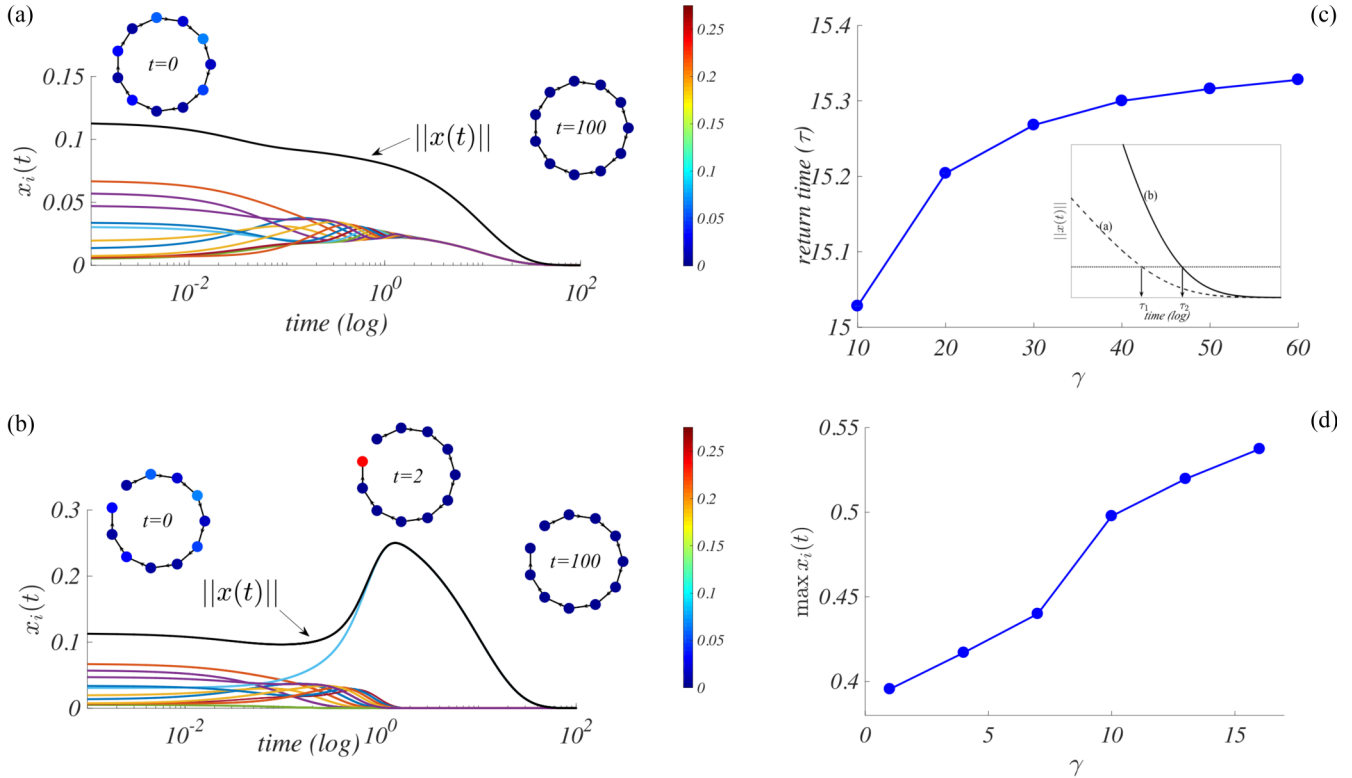 (a)
t=0
t=100
||x(t)||
0.15
0.1
0.05
0
x_i(t)
10^-2
10^0
10^2
time (log)
0.25
0.2
0.15
0.1
0.05
0
(b)
t=0
t=2
t=100
||x(t)||
0.3
0.2
0.1
0
x_i(t)
10^-2
10^0
10^2
time (log)
0.25
0.2
0.15
0.1
0.05
0
(c)
15.4
15.3
15.2
15.1
15
return time (τ)
10
20
30
40
50
60
γ
||x(t)||
(a)
(b)
τ1
τ2
time (log)
(d)
0.55
0.5
0.45
0.4
max x_i(t)
0
5
10
15
γ